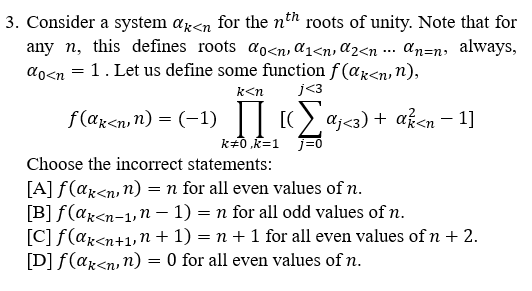 3. Consider a system α_{k<n} for the n^{th} roots of unity. Note that for
any n, this defines roots α_{0<n}, α_{1<n}, α_{2<n} ... α_{n=n}, always,
α_{0<n} = 1. Let us define some function f(α_{k<n}, n),
f(α_{k<n}, n) = (−1) ∏_{k≠0,k=1}^{k<n} [(∑_{j=0}^{j<3} α_{j<3}) + α_{k<n}^2 − 1]
Choose the incorrect statements:
[A] f(α_{k<n}, n) = n for all even values of n.
[B] f(α_{k<n−1}, n − 1) = n for all odd values of n.
[C] f(α_{k<n+1}, n + 1) = n + 1 for all even values of n + 2.
[D] f(α_{k<n}, n) = 0 for all even values of n.